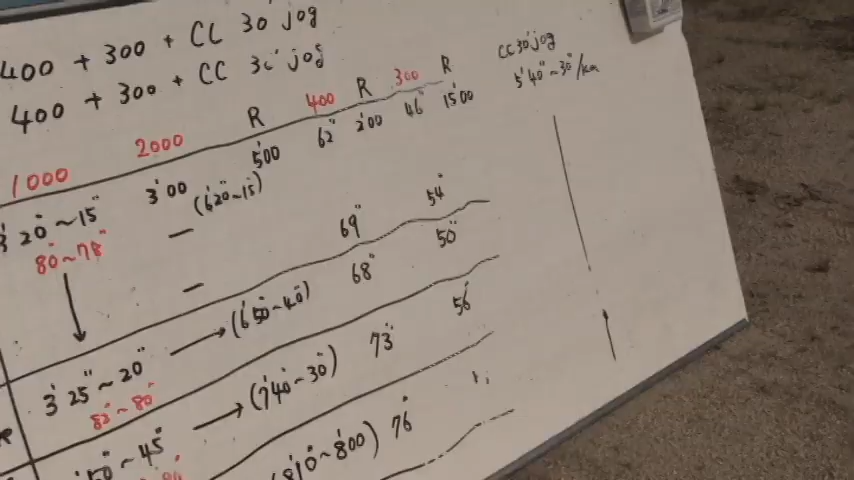 400 + 300 + CC 30' jog
400 + 300 + CC 30' jog
CC 30' jog
5'40"~30"/km
1000 2000 R 400 R 300 R
3'00 5'00 62" 2'00 46" 15'00
3'20"~15" (6'20"~15") 69" 54"
80"~78" — 50"
— 68"
3'25"~20" → (6'50"~40") 73" 56"
82"~80"
50"~45" → (7'40"~30") 76"
(8'10"~8'00)